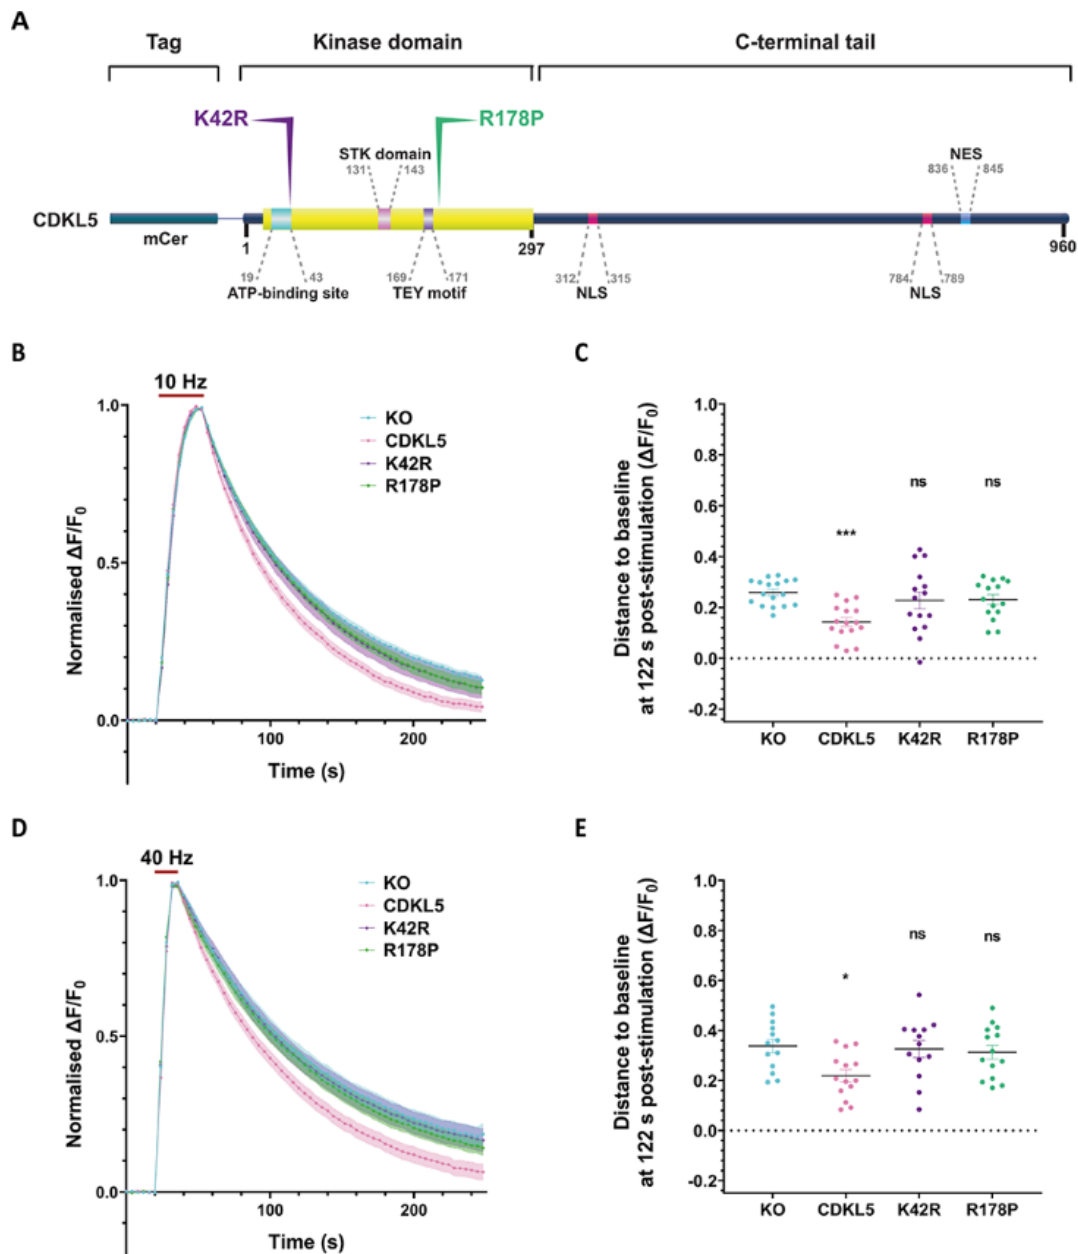 A
Tag
Kinase domain
C-terminal tail
K42R
R178P
STK domain
131
143
NES
836
845
CDKL5
mCer
1
297
960
19
43
ATP-binding site
169
171
TEY motif
312
315
NLS
784
789
NLS
B
10 Hz
KO
CDKL5
K42R
R178P
1.0
0.5
0.0
Normalised ΔF/F0
100
200
Time (s)
C
Distance to baseline
at 122 s post-stimulation (ΔF/F0)
1.0
0.8
0.6
0.4
0.2
0.0
-0.2
***
ns
ns
KO
CDKL5
K42R
R178P
D
40 Hz
KO
CDKL5
K42R
R178P
1.0
0.5
0.0
Normalised ΔF/F0
100
200
Time (s)
E
Distance to baseline
at 122 s post-stimulation (ΔF/F0)
1.0
0.8
0.6
0.4
0.2
0.0
-0.2
*
ns
ns
KO
CDKL5
K42R
R178P